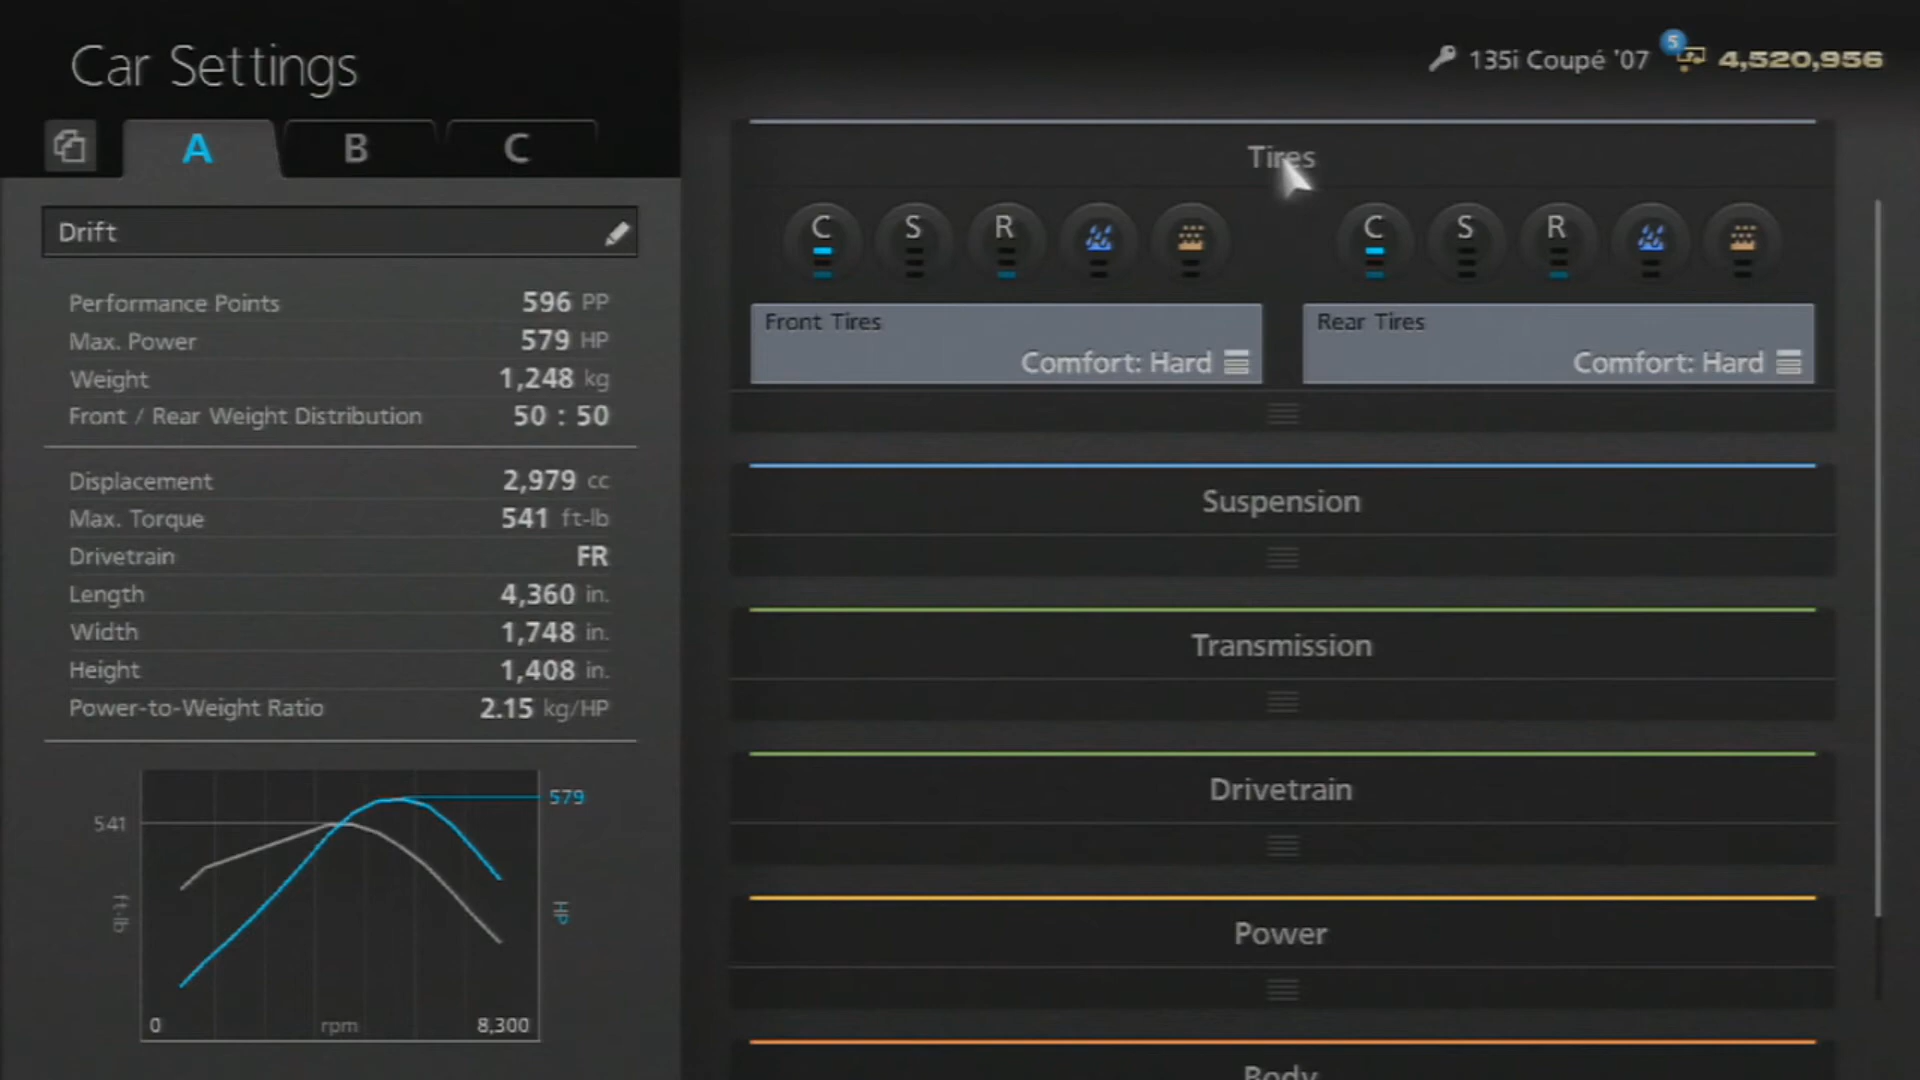 Car Settings
135i Coupé '07
5
4,520,956
A
B
C
Drift
Performance Points 596 PP
Max. Power 579 HP
Weight 1,248 kg
Front / Rear Weight Distribution 50 : 50
Displacement 2,979 cc
Max. Torque 541 ft-lb
Drivetrain FR
Length 4,360 in.
Width 1,748 in.
Height 1,408 in.
Power-to-Weight Ratio 2.15 kg/HP
579
541
ft-lb
HP
0 rpm 8,300
Tires
C S R
C S R
Front Tires
Comfort: Hard
Rear Tires
Comfort: Hard
Suspension
Transmission
Drivetrain
Power
Body